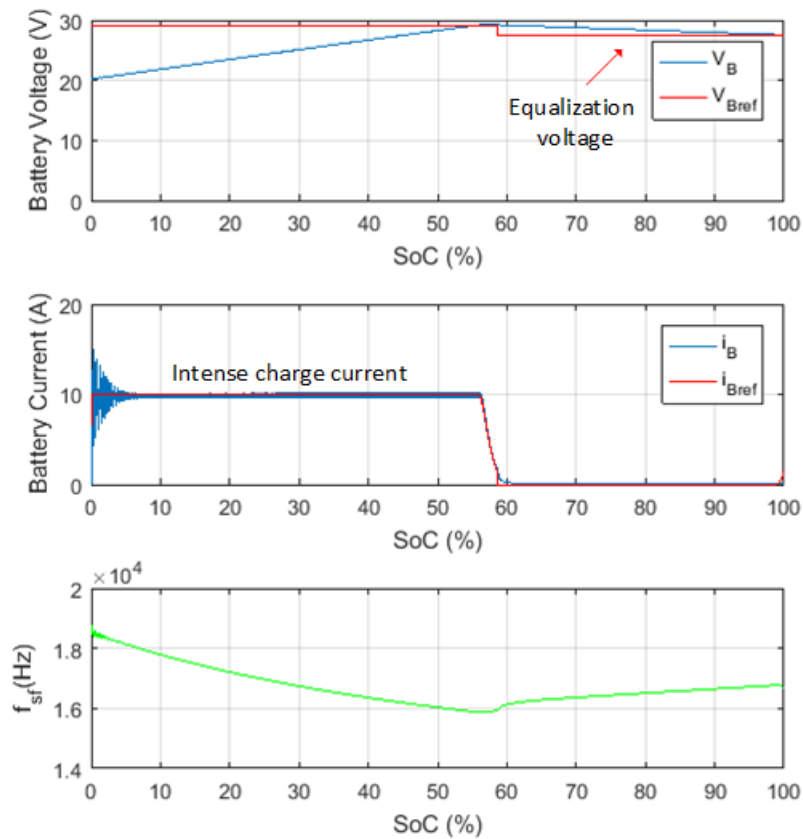 Battery Voltage (V)
30
20
10
0
V_B
V_Bref
Equalization
voltage
0 10 20 30 40 50 60 70 80 90 100
SoC (%)
Battery Current (A)
20
10
0
Intense charge current
i_B
i_Bref
0 10 20 30 40 50 60 70 80 90 100
SoC (%)
× 10^4
f_sf(Hz)
2
1.8
1.6
1.4
0 10 20 30 40 50 60 70 80 90 100
SoC (%)